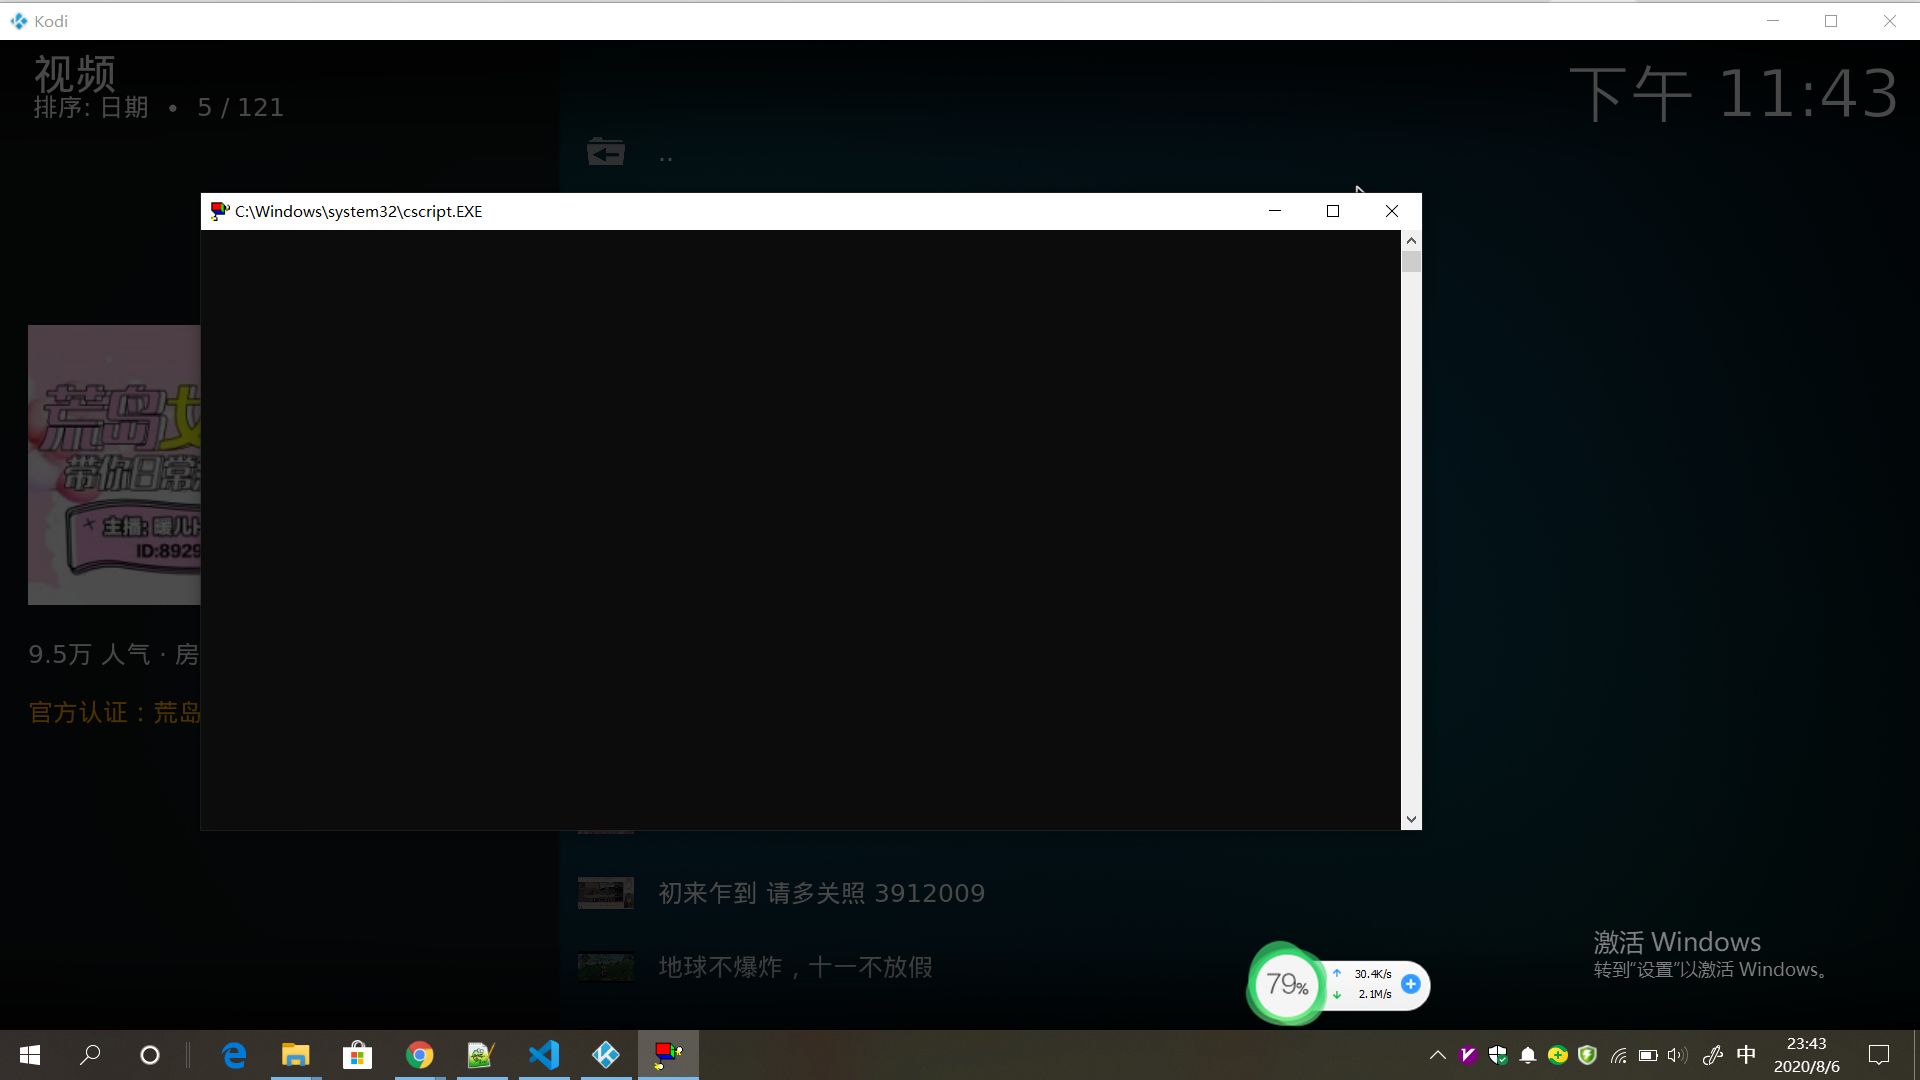 Kodi
视频
排序: 日期 • 5 / 121
下午 11:43
..
C:\Windows\system32\cscript.EXE
荒岛
带你日常
主播: 暖儿
ID:8929
9.5万 人气 · 房
官方认证：荒岛
初来乍到 请多关照 3912009
地球不爆炸，十一不放假
79%
30.4K/s
2.1M/s
激活 Windows
转到“设置”以激活 Windows。
中
23:43
2020/8/6